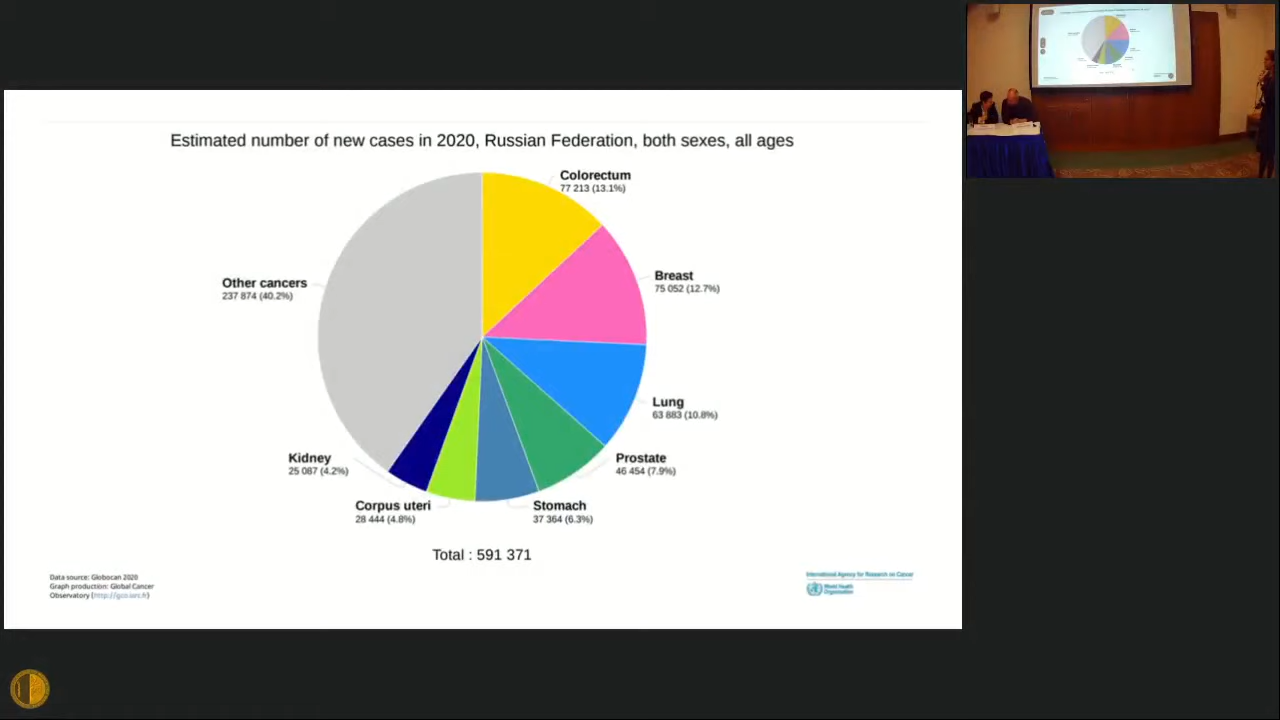 Estimated number of new cases in 2020, Russian Federation, both sexes, all ages
Colorectum
77 213 (13.1%)
Breast
75 052 (12.7%)
Other cancers
237 874 (40.2%)
Lung
63 883 (10.8%)
Kidney
25 087 (4.2%)
Prostate
46 454 (7.9%)
Corpus uteri
28 444 (4.8%)
Stomach
37 364 (6.3%)
Total : 591 371
Data source: Globocan 2020
Graph production: Global Cancer
Observatory (http://gco.iarc.fr)
International Agency for Research on Cancer
World Health
Organization